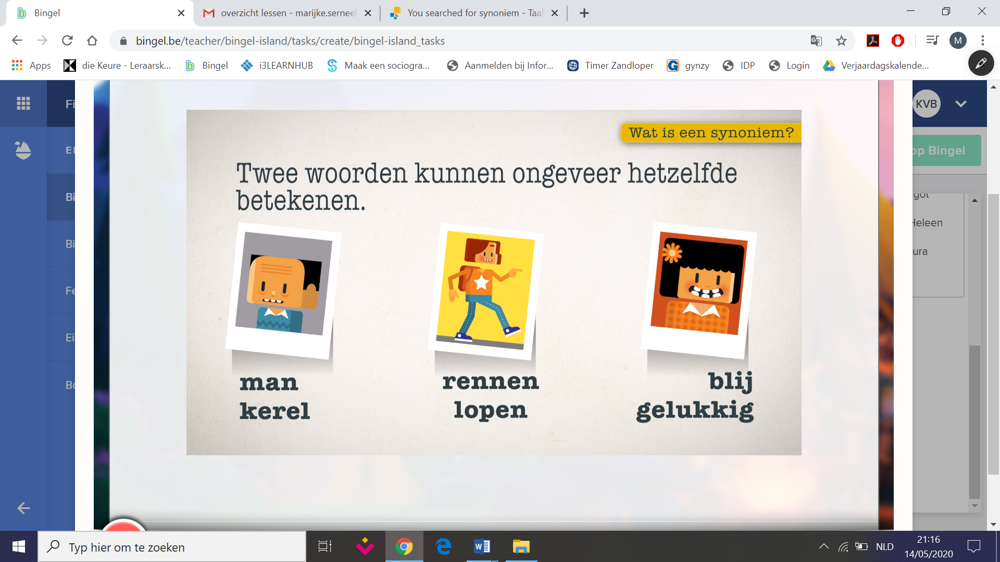 Bingel
overzicht lessen - marijke.serneel
You searched for synoniem - Taal
bingel.be/teacher/bingel-island/tasks/create/bingel-island_tasks
M
Apps
die Keure - Leraarsk...
Bingel
i3LEARNHUB
Maak een sociogra...
Aanmelden bij Infor...
Timer Zandloper
gynzy
IDP
Login
Verjaardagskalende...
Fi
KVB
E
op Bingel
Bi
Bi
Fe
Ei
Bo
got
Heleen
ura
Wat is een synoniem?
Twee woorden kunnen ongeveer hetzelfde
betekenen.
man
kerel
rennen
lopen
blij
gelukkig
Typ hier om te zoeken
NLD
21:16
14/05/2020